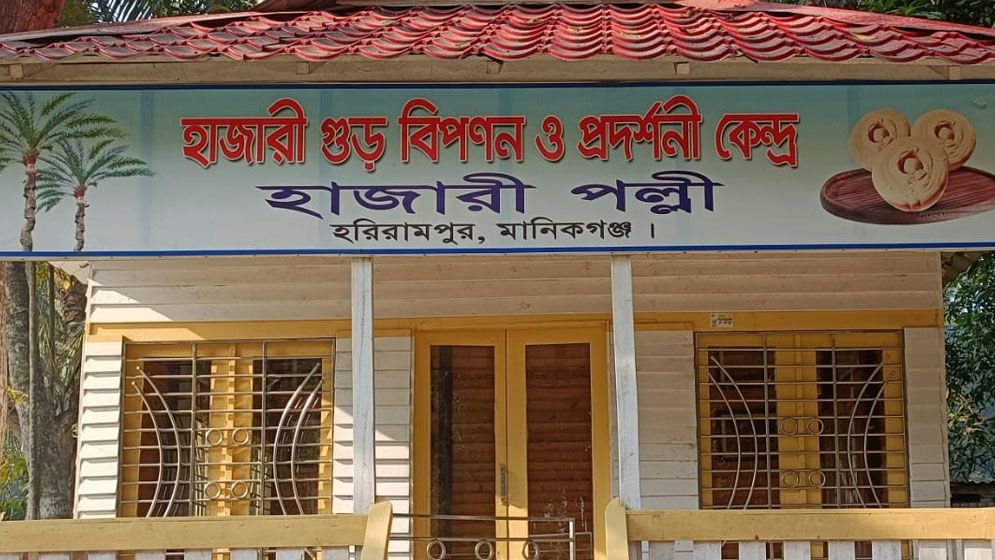 হাজারী গুড় বিপণন ও প্রদর্শনী কেন্দ্র
হাজারী পল্লী
হরিরামপুর, মানিকগঞ্জ ।